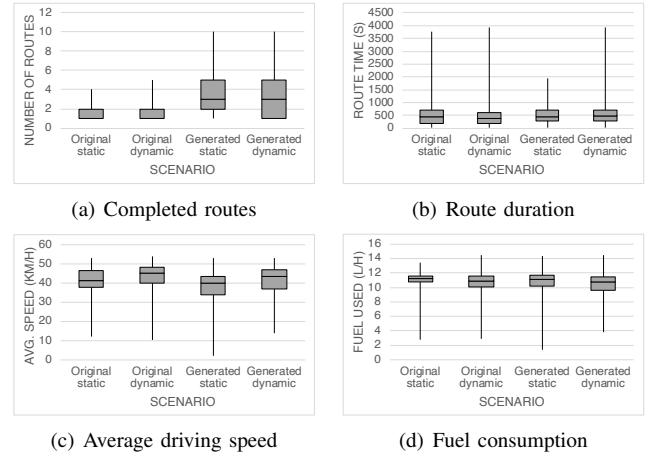 NUMBER OF ROUTES
12
10
8
6
4
2
0
Original static
Original dynamic
Generated static
Generated dynamic
SCENARIO
(a) Completed routes
ROUTE TIME (S)
4500
4000
3500
3000
2500
2000
1500
1000
500
0
Original static
Original dynamic
Generated static
Generated dynamic
SCENARIO
(b) Route duration
AVG. SPEED (KM/H)
60
50
40
30
20
10
0
Original static
Original dynamic
Generated static
Generated dynamic
SCENARIO
(c) Average driving speed
FUEL USED (L/H)
16
14
12
10
8
6
4
2
0
Original static
Original dynamic
Generated static
Generated dynamic
SCENARIO
(d) Fuel consumption